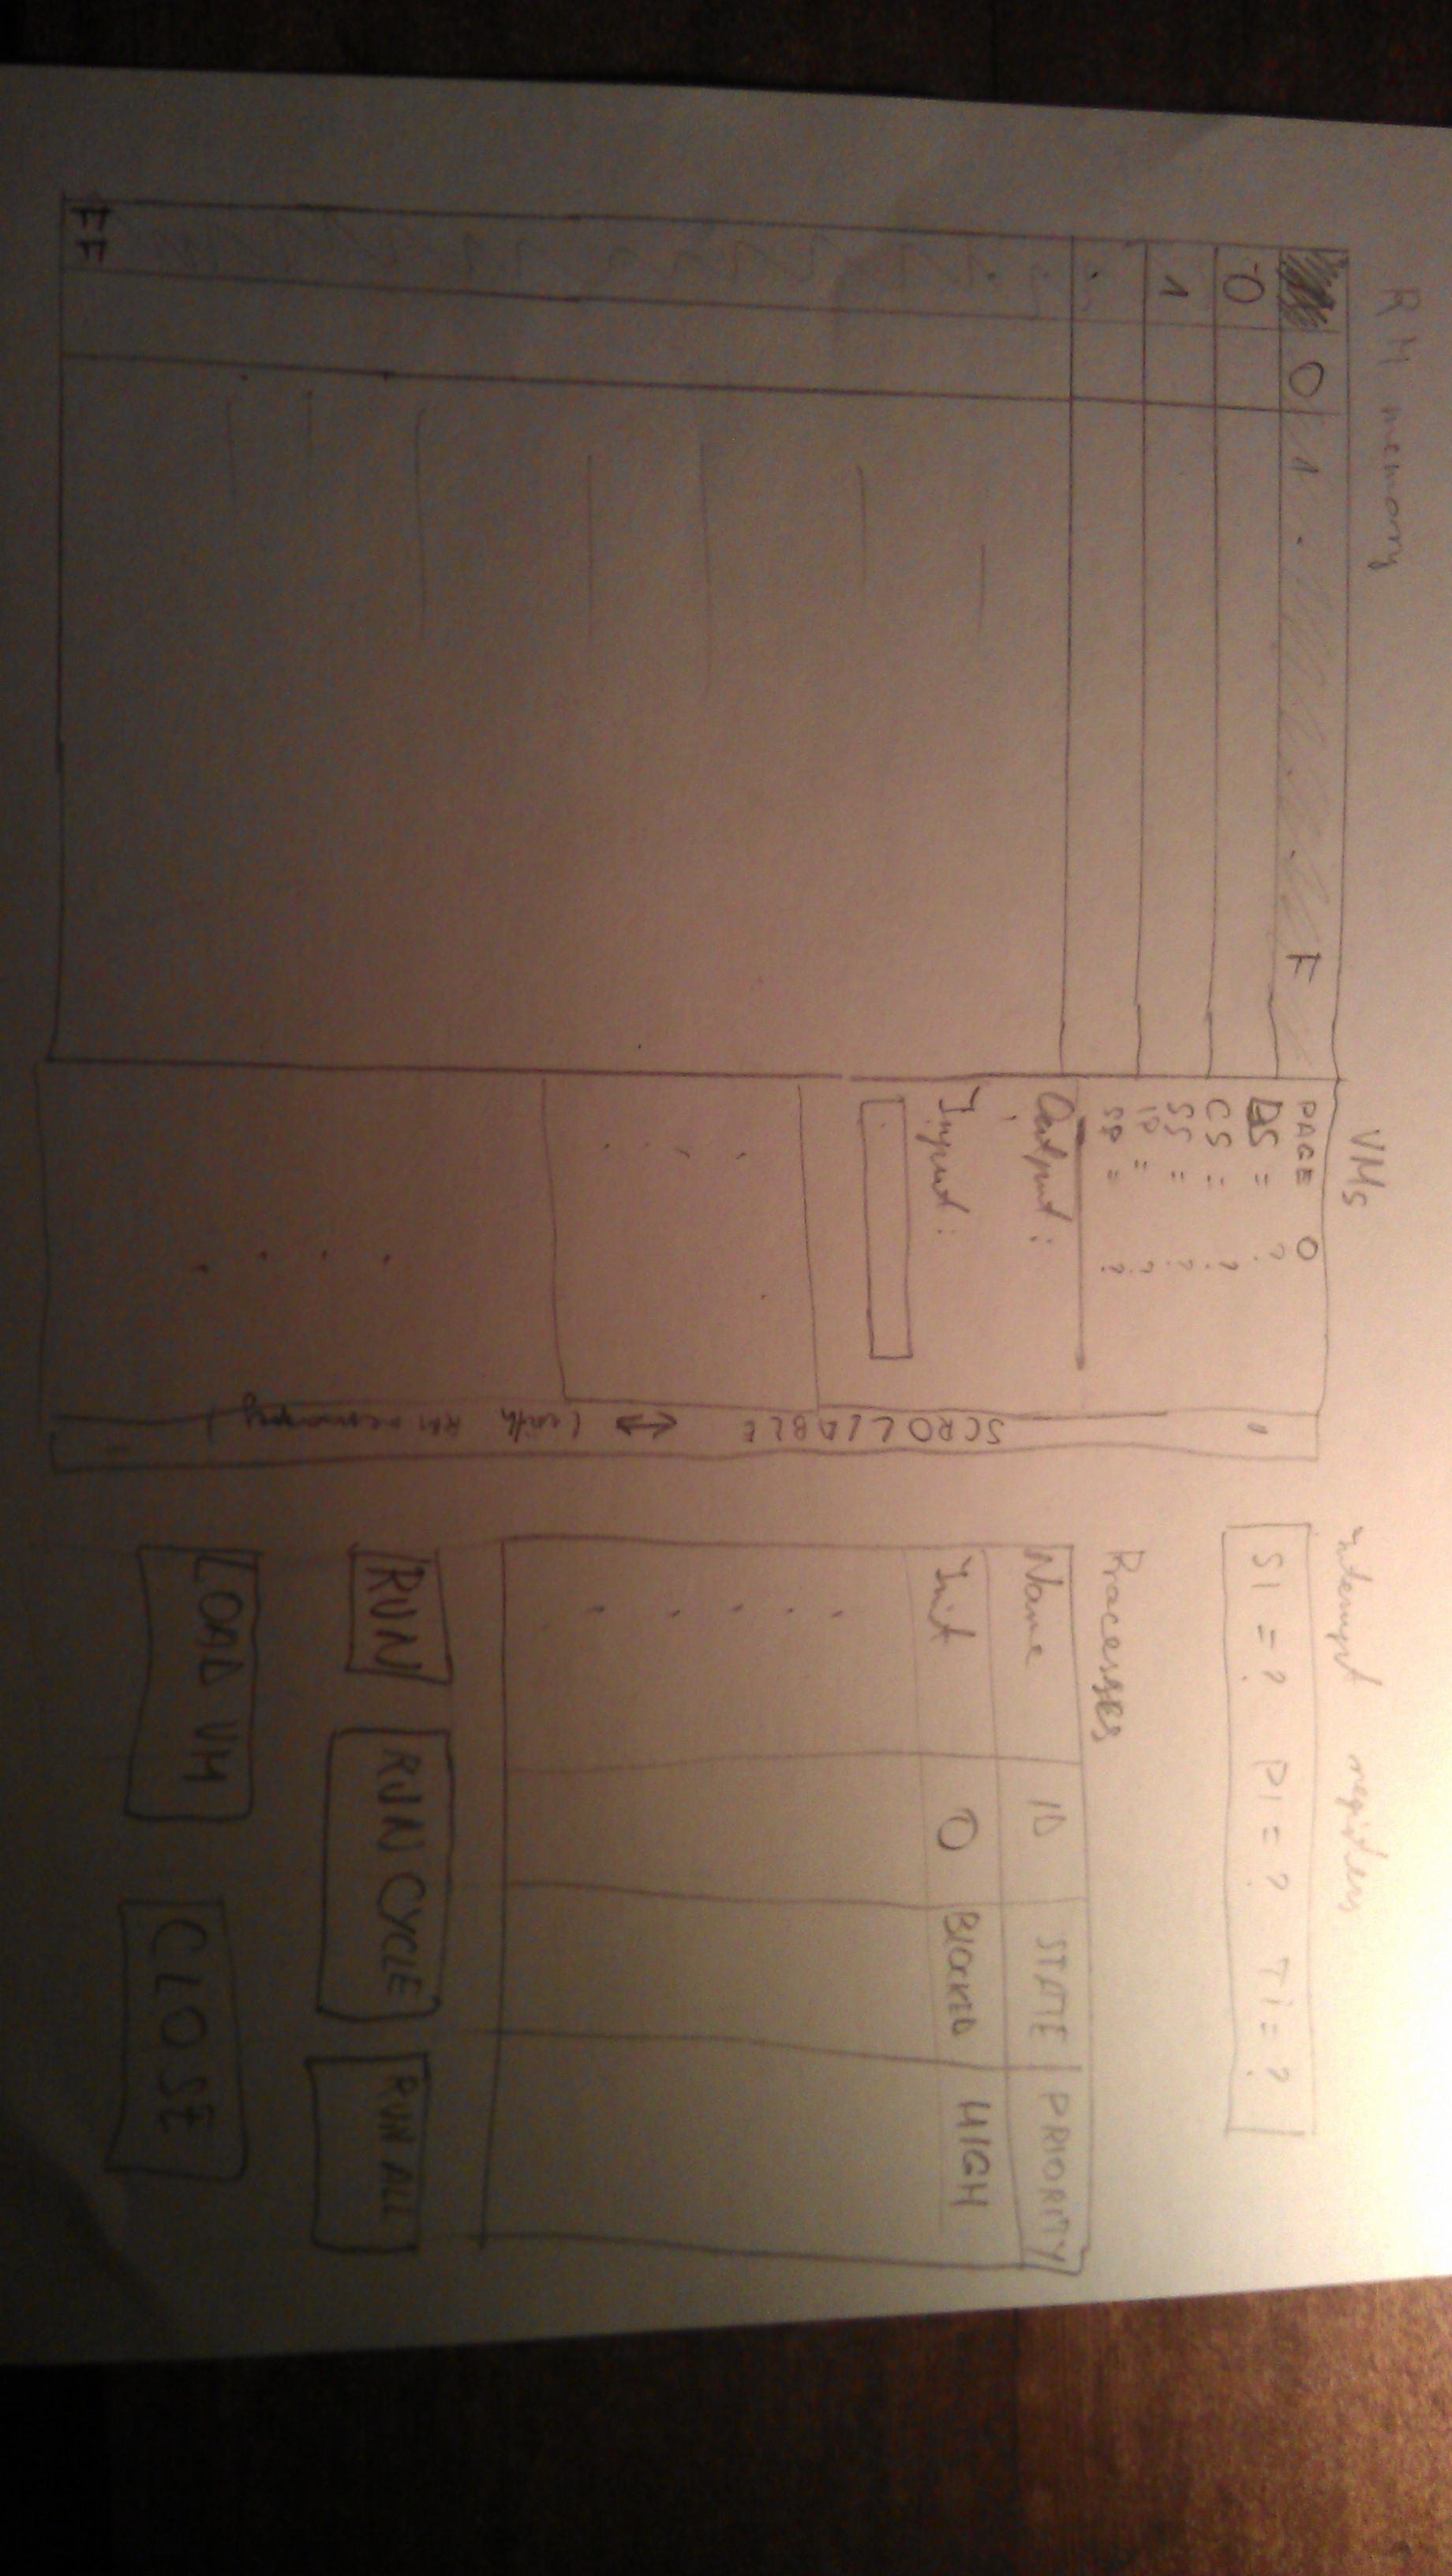 RM memory
0 1 . F
0
1
.
FF
VMs
PAGE 0
DS = ?
CS = ?
SS = ?
IP = ?
SP = ?
Output :
Input :
SCROLLABLE ↔ (with RM memory)
Interrupt registers
SI = ? PI = ? Ti = ?
Processes
Name ID STATE PRIORITY
Init 0 Blocked HIGH
RUN RUN CYCLE RUN ALL
LOAD VM CLOSE